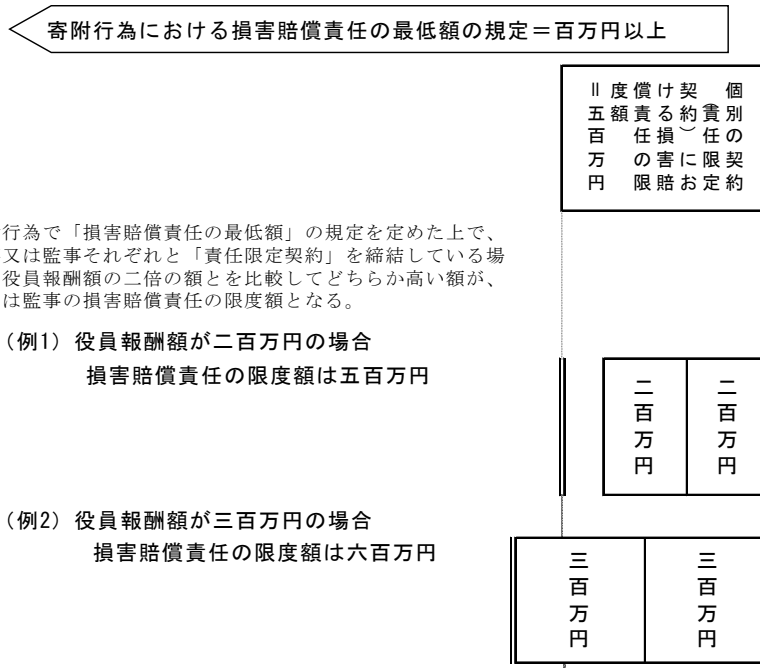 寄附行為における損害賠償責任の最低額の規定＝百万円以上
個別の契約（責任限定契約）における損害賠償責任の限度額＝五百万円
行為で「損害賠償責任の最低額」の規定を定めた上で、
又は監事それぞれと「責任限定契約」を締結している場
役員報酬額の二倍の額とを比較してどちらか高い額が、
は監事の損害賠償責任の限度額となる。
（例1）役員報酬額が二百万円の場合
損害賠償責任の限度額は五百万円
二百万円
二百万円
（例2）役員報酬額が三百万円の場合
損害賠償責任の限度額は六百万円
三百万円
三百万円